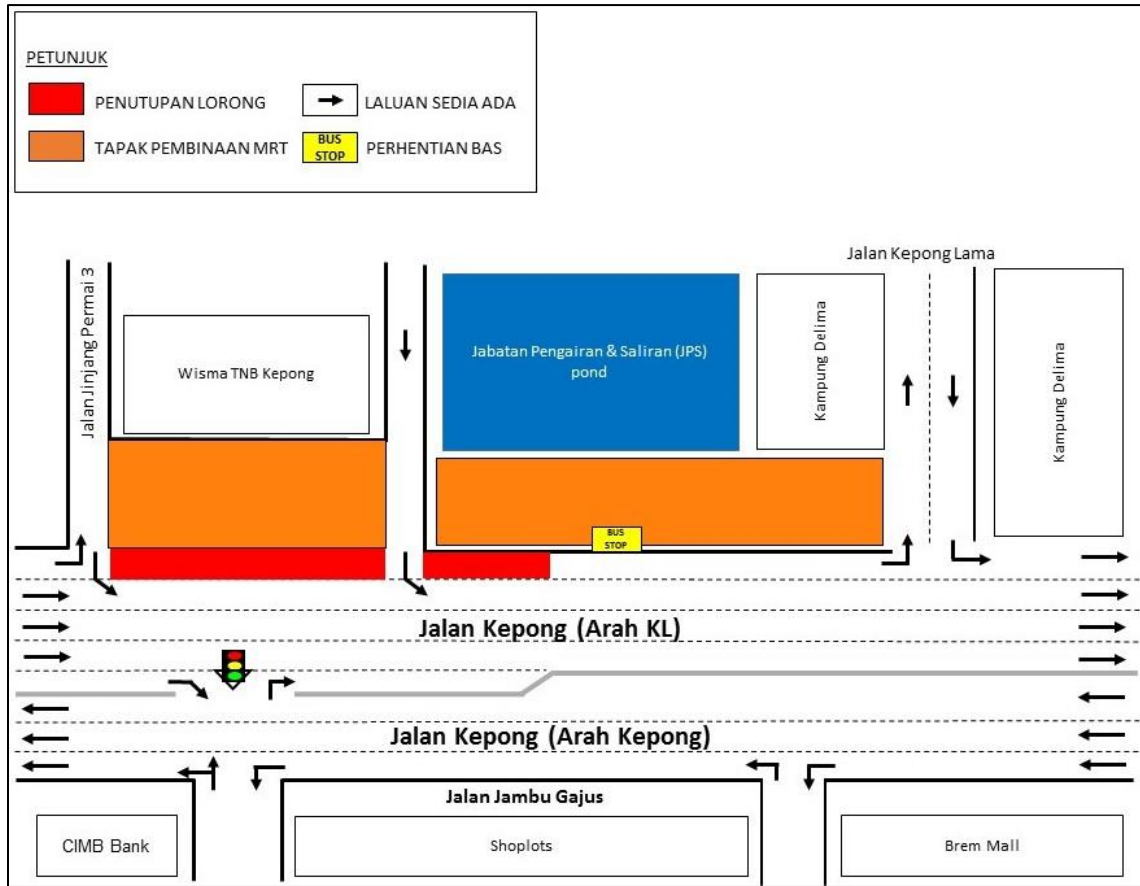 PETUNJUK
PENUTUPAN LORONG
LALUAN SEDIA ADA
TAPAK PEMBINAAN MRT
BUS
STOP
PERHENTIAN BAS
Jalan Kepong Lama
Jalan Jinjang Permai 3
Wisma TNB Kepong
Jabatan Pengairan & Saliran (JPS)
pond
Kampung Delima
Kampung Delima
BUS
STOP
Jalan Kepong (Arah KL)
Jalan Kepong (Arah Kepong)
Jalan Jambu Gajus
CIMB Bank
Shoplots
Brem Mall